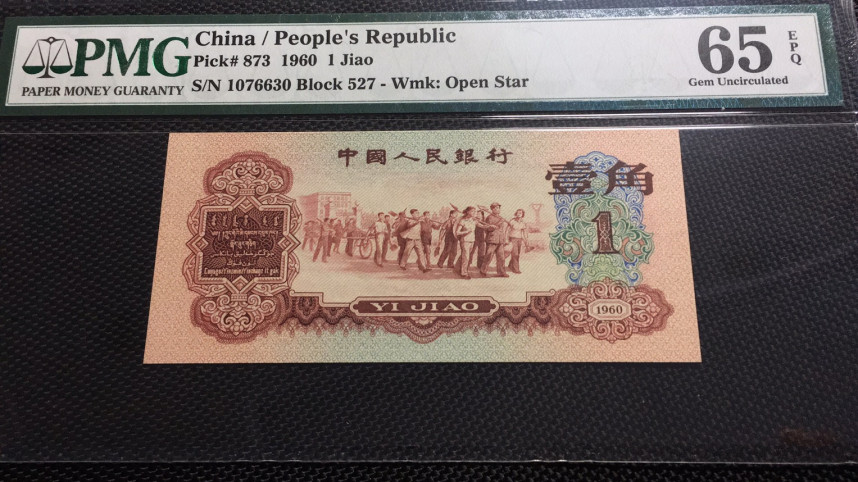 PMG
PAPER MONEY GUARANTY
China / People's Republic
Pick# 873 1960 1 Jiao
S/N 1076630 Block 527 - Wmk: Open Star
65
EPQ
Gem Uncirculated
中國人民銀行
壹角
1
YI JIAO
1960